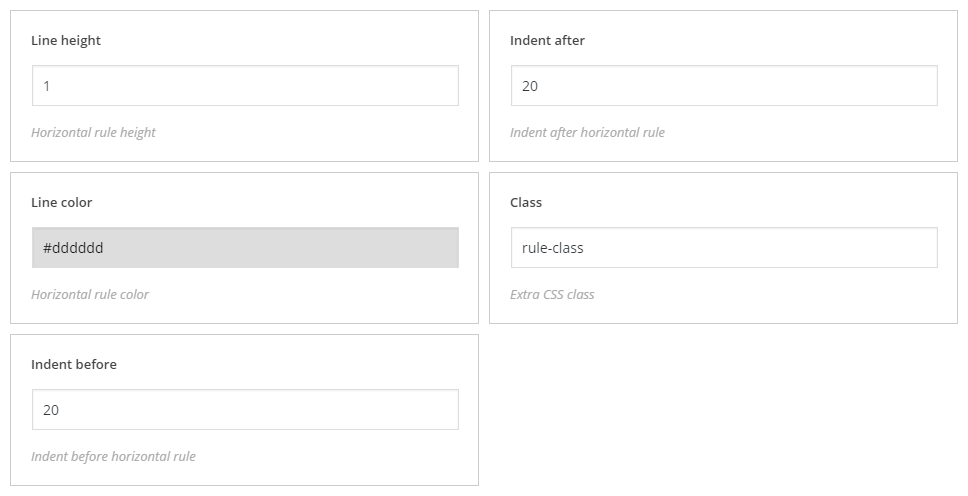 Line height
1
Horizontal rule height
Indent after
20
Indent after horizontal rule
Line color
#dddddd
Horizontal rule color
Class
rule-class
Extra CSS class
Indent before
20
Indent before horizontal rule